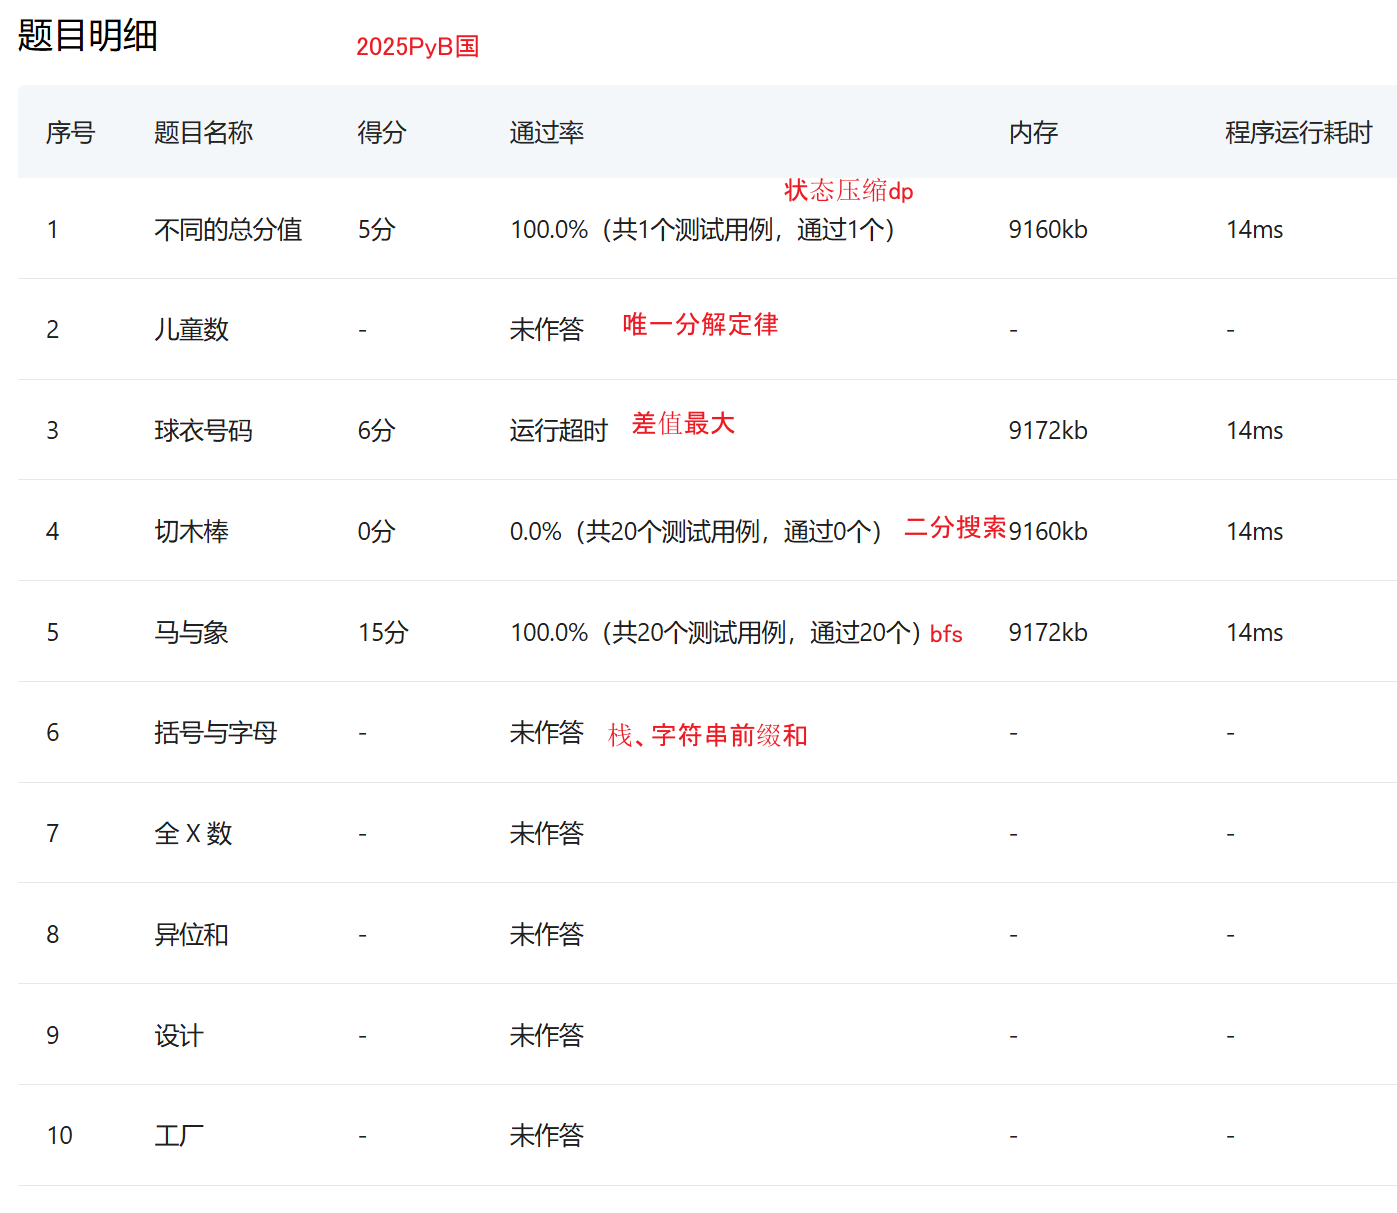 题目明细 2025PyB国
序号 题目名称 得分 通过率 内存 程序运行耗时
状态压缩dp
1 不同的总分值 5分 100.0%（共1个测试用例，通过1个） 9160kb 14ms
2 儿童数 - 未作答 唯一分解定律 - -
3 球衣号码 6分 运行超时 差值最大 9172kb 14ms
4 切木棒 0分 0.0%（共20个测试用例，通过0个） 二分搜索 9160kb 14ms
5 马与象 15分 100.0%（共20个测试用例，通过20个） bfs 9172kb 14ms
6 括号与字母 - 未作答 栈、字符串前缀和 - -
7 全 X 数 - 未作答 - -
8 异位和 - 未作答 - -
9 设计 - 未作答 - -
10 工厂 - 未作答 - -